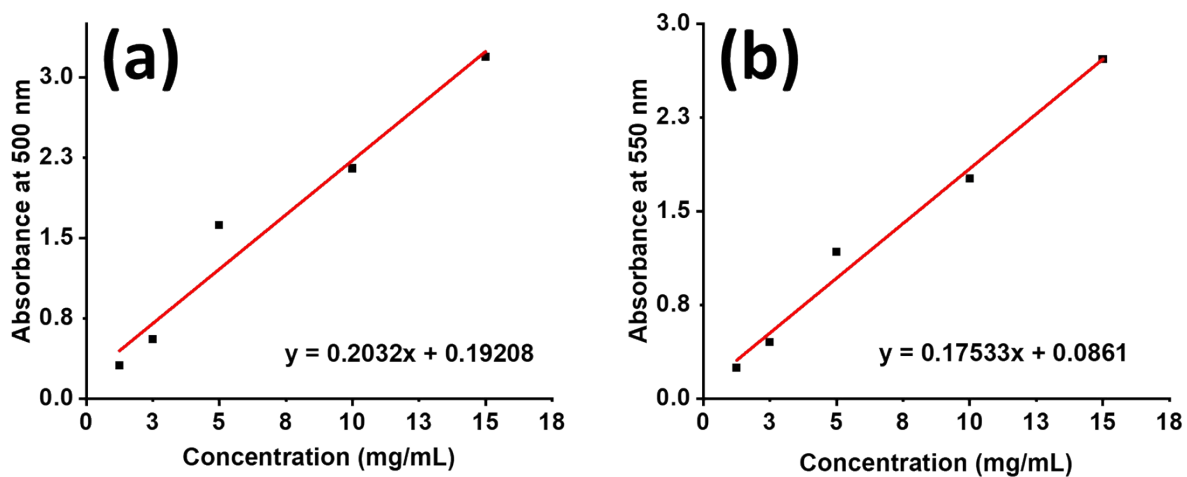 (a)
Absorbance at 500 nm
3.0
2.3
1.5
0.8
0.0
y = 0.2032x + 0.19208
0 3 5 8 10 13 15 18
Concentration (mg/mL)
(b)
Absorbance at 550 nm
3.0
2.3
1.5
0.8
0.0
y = 0.17533x + 0.0861
0 3 5 8 10 13 15 18
Concentration (mg/mL)